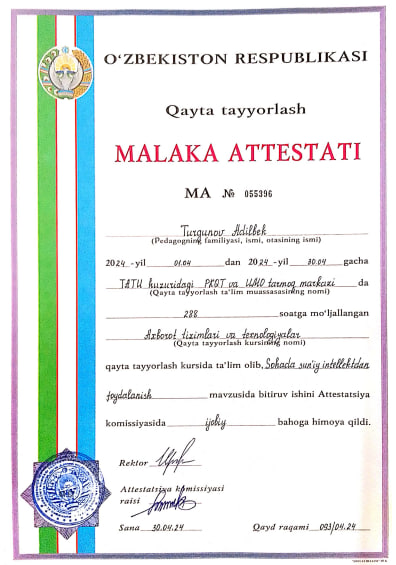 O‘ZBEKISTON RESPUBLIKASI
Qayta tayyorlash
MALAKA ATTESTATI
MA № 055396
Turgunov Adilbek
(Pedagogning familiyasi, ismi, otasining ismi)
2024 -yil 01.04 dan 2024 -yil 30.04 gacha
TATU huzuridagi PKQT va UMO tarmoq markazi da
(Qayta tayyorlash ta’lim muassasasining nomi)
288 soatga mo‘ljallangan
Axborot tizimlari va texnologiyalar
(Qayta tayyorlash kursining nomi)
qayta tayyorlash kursida ta’lim olib, Sohada sun’iy intellektdan
foydalanish mavzusida bitiruv ishini Attestatsiya
komissiyasida ijobiy bahoga himoya qildi.
Rektor
Attestatsiya komissiyasi
raisi
Sana 30.04.24 Qayd raqami 093/04.24